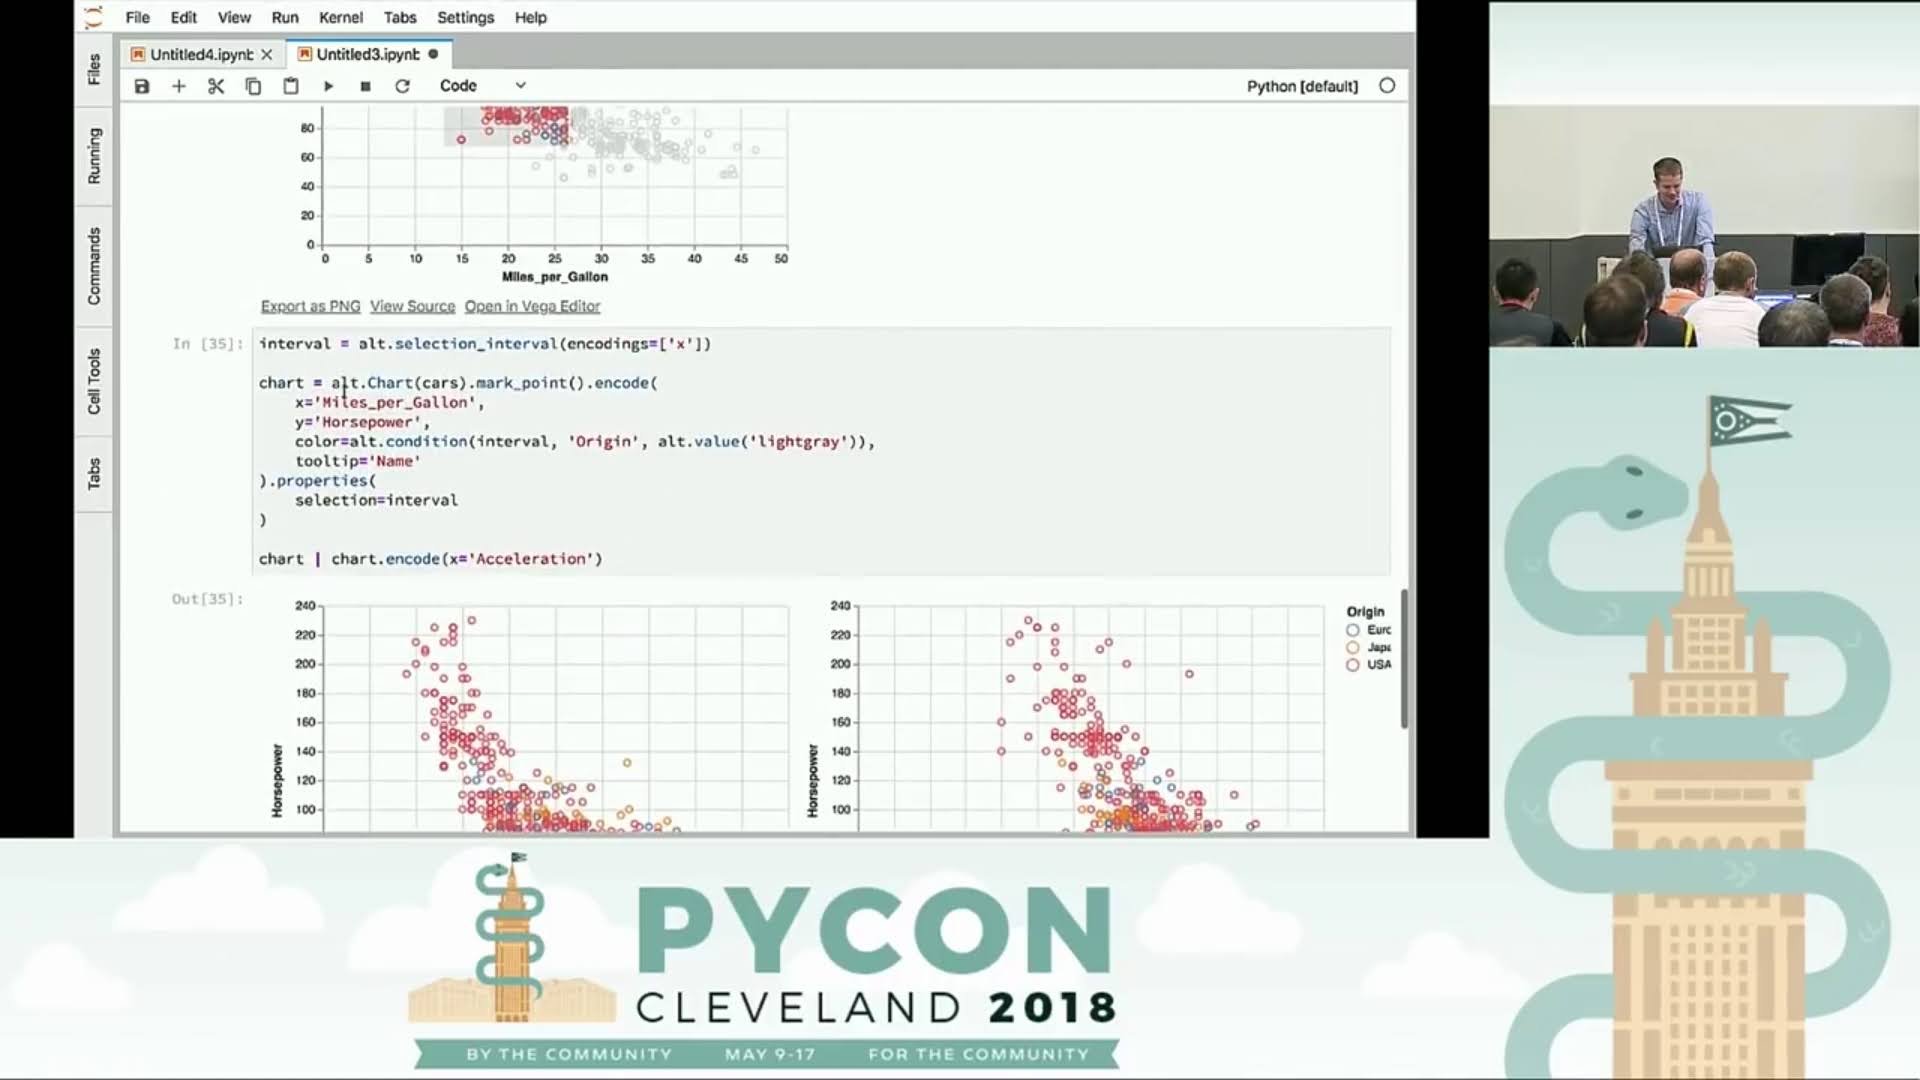 File Edit View Run Kernel Tabs Settings Help
Files
Running
Commands
Cell Tools
Tabs
Untitled4.ipynb
Untitled3.ipynb
Code
Python [default]
80
60
40
20
0
0 5 10 15 20 25 30 35 40 45 50
Miles_per_Gallon
Export as PNG View Source Open in Vega Editor
In [35]:
interval = alt.selection_interval(encodings=['x'])
chart = alt.Chart(cars).mark_point().encode(
x='Miles_per_Gallon',
y='Horsepower',
color=alt.condition(interval, 'Origin', alt.value('lightgray')),
tooltip='Name'
).properties(
selection=interval
)
chart | chart.encode(x='Acceleration')
Out[35]:
240
220
200
180
160
140
120
100
Horsepower
240
220
200
180
160
140
120
100
Horsepower
Origin
Euro
Japa
USA
PYCON
CLEVELAND 2018
BY THE COMMUNITY MAY 9-17 FOR THE COMMUNITY